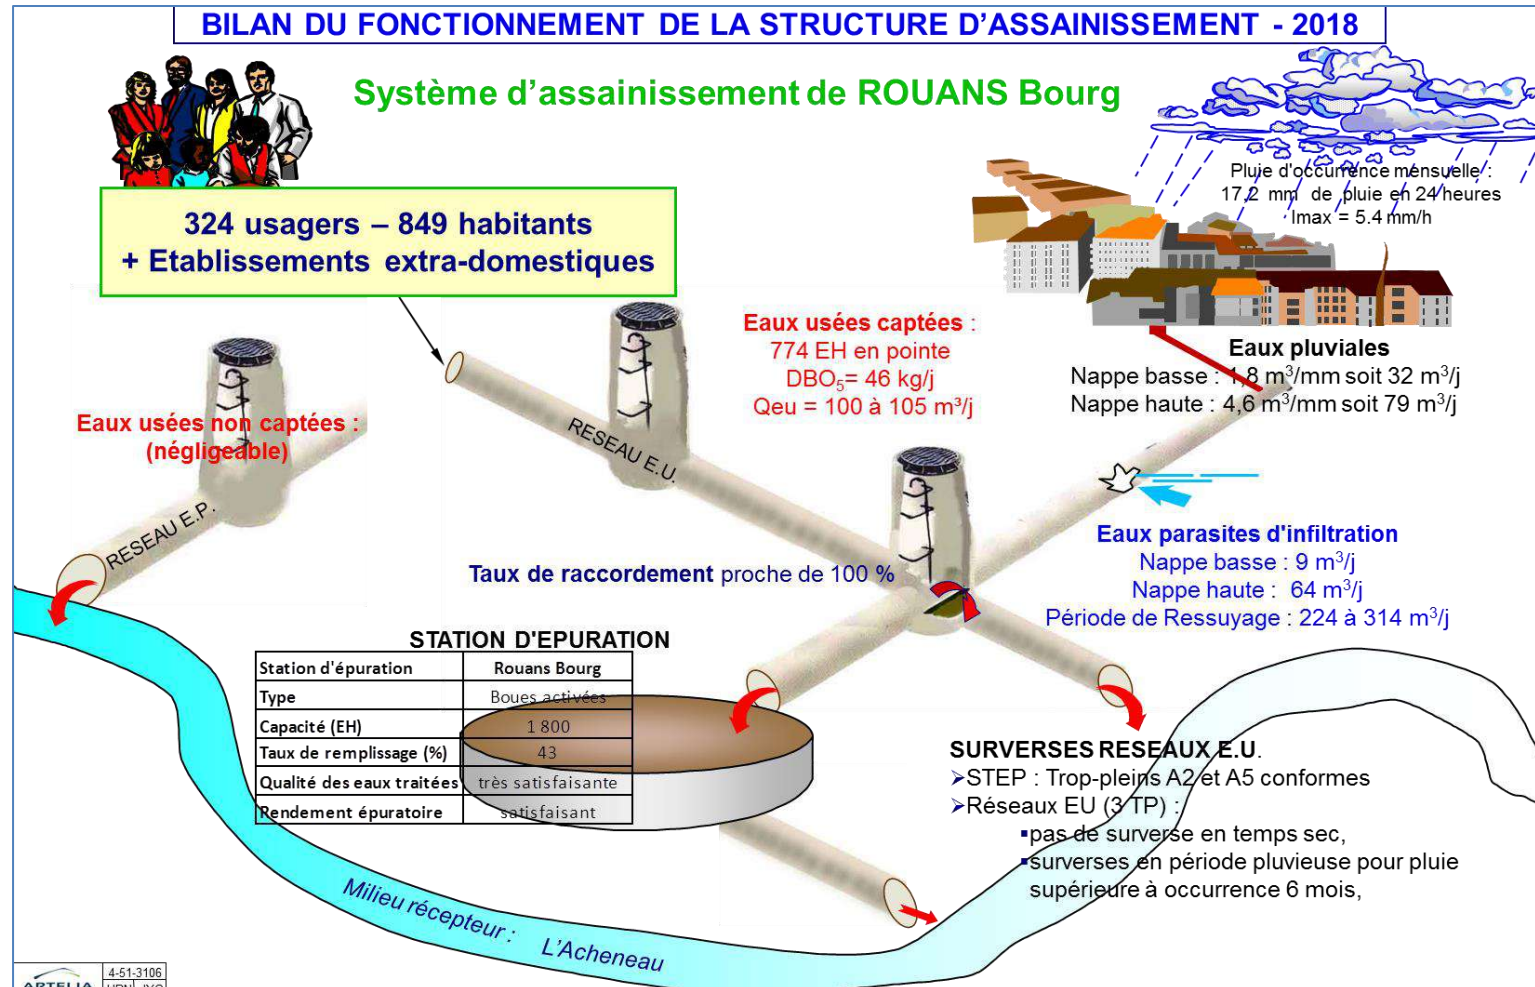 BILAN DU FONCTIONNEMENT DE LA STRUCTURE D’ASSAINISSEMENT - 2018
Système d’assainissement de ROUANS Bourg
Pluie d'occurrence mensuelle :
17,2 mm de pluie en 24 heures
Imax = 5.4 mm/h
324 usagers – 849 habitants
+ Etablissements extra-domestiques
Eaux usées captées :
774 EH en pointe
DBO₅= 46 kg/j
Qeu = 100 à 105 m³/j
Eaux pluviales
Nappe basse : 1,8 m³/mm soit 32 m³/j
Nappe haute : 4,6 m³/mm soit 79 m³/j
Eaux usées non captées :
(négligeable)
RESEAU E.U.
RESEAU E.P.
Eaux parasites d'infiltration
Nappe basse : 9 m³/j
Nappe haute : 64 m³/j
Période de Ressuyage : 224 à 314 m³/j
Taux de raccordement proche de 100 %
STATION D'EPURATION
Station d'épuration Rouans Bourg
Type Boues activées
Capacité (EH) 1 800
Taux de remplissage (%) 43
Qualité des eaux traitées très satisfaisante
Rendement épuratoire satisfaisant
SURVERSES RESEAUX E.U.
➢STEP : Trop-pleins A2 et A5 conformes
➢Réseaux EU (3 TP) :
▪pas de surverse en temps sec,
▪surverses en période pluvieuse pour pluie
supérieure à occurrence 6 mois,
Milieu récepteur : L'Acheneau
4-51-3106
ARTELIA